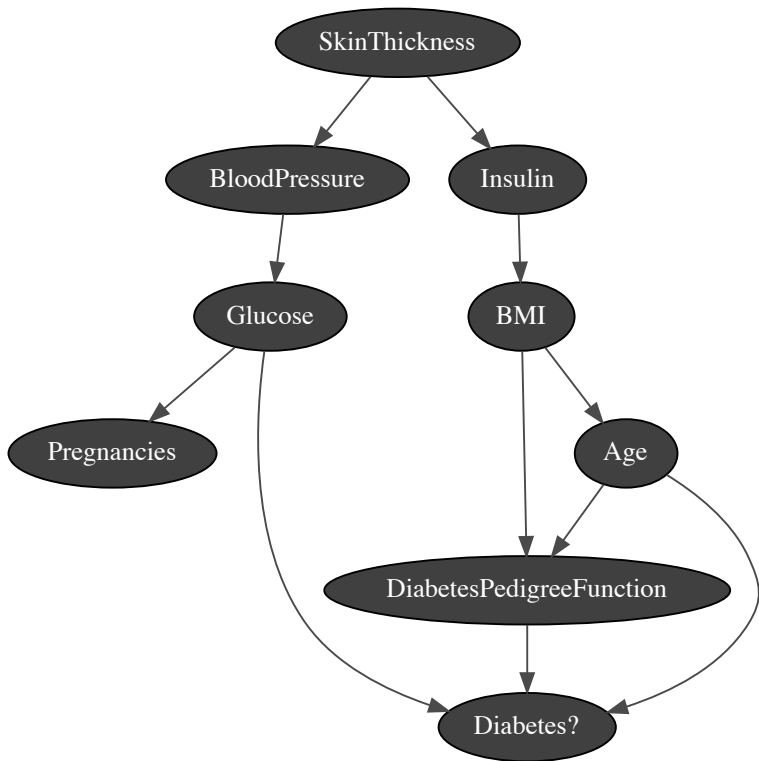 SkinThickness
BloodPressure
Insulin
Glucose
BMI
Pregnancies
Age
DiabetesPedigreeFunction
Diabetes?